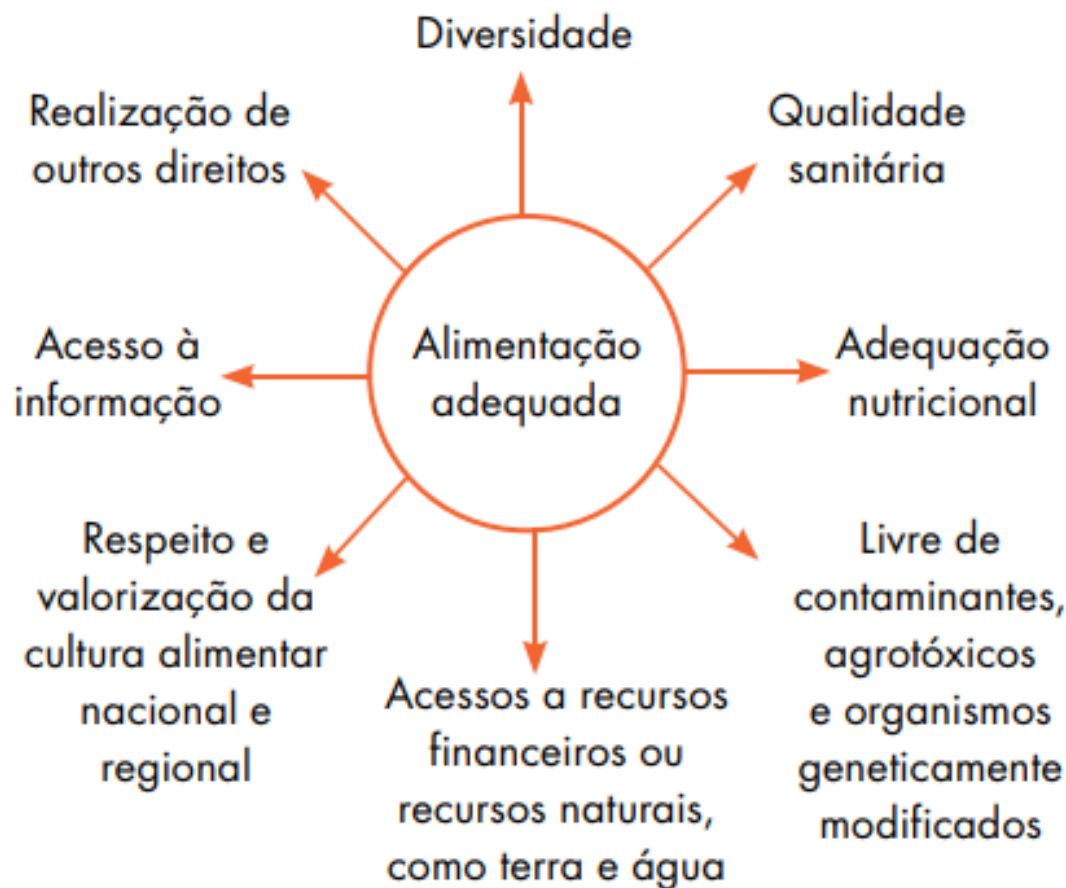 Diversidade
Qualidade
sanitária
Adequação
nutricional
Livre de
contaminantes,
agrotóxicos
e organismos
geneticamente
modificados
Acessos a recursos
financeiros ou
recursos naturais,
como terra e água
Respeito e
valorização da
cultura alimentar
nacional e
regional
Acesso à
informação
Realização de
outros direitos
Alimentação
adequada